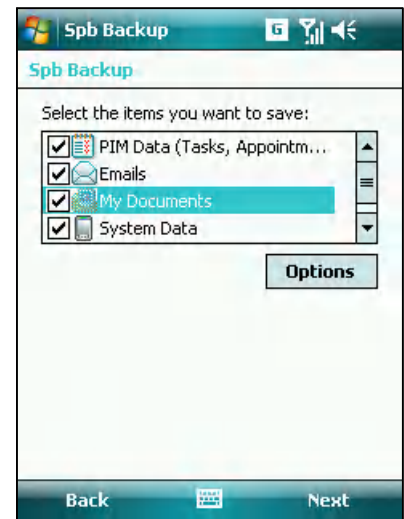 Spb Backup
G
Spb Backup
Select the items you want to save:
PIM Data (Tasks, Appointm...
Emails
My Documents
System Data
Options
Back
Next